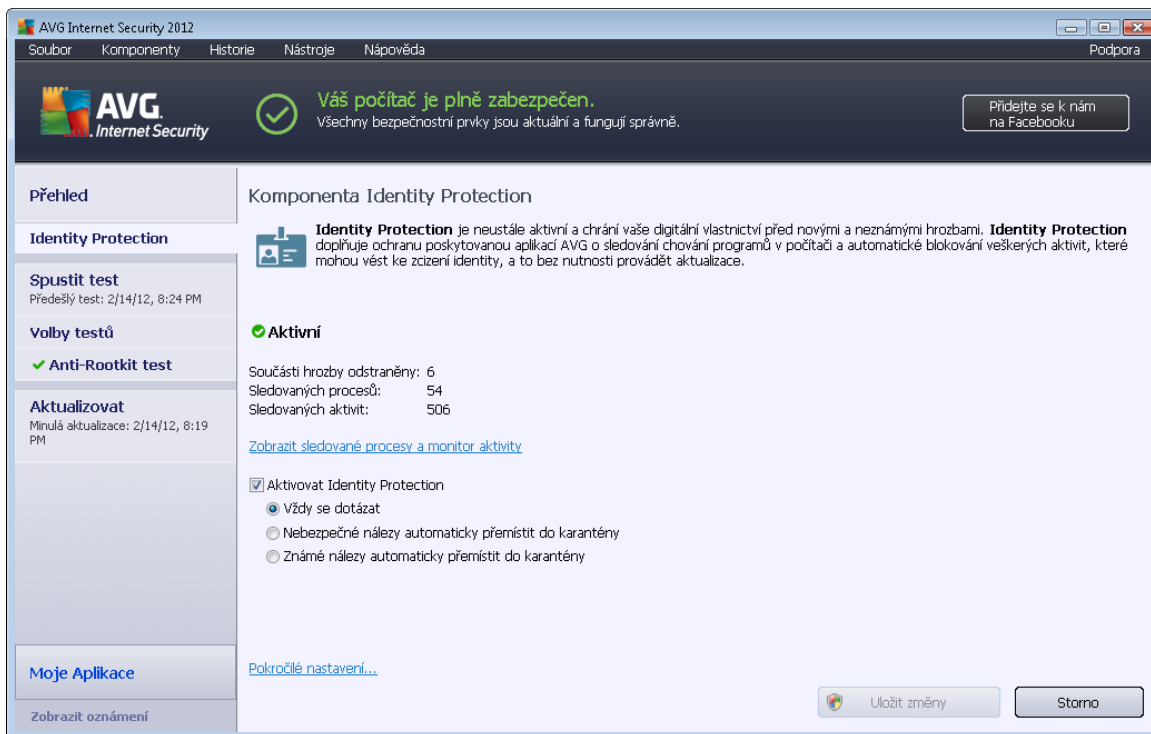 AVG Internet Security 2012
Soubor Komponenty Historie Nástroje Nápověda Podpora
AVG.
Internet Security
Váš počítač je plně zabezpečen.
Všechny bezpečnostní prvky jsou aktuální a fungují správně.
Přidejte se k nám
na Facebooku
Přehled
Identity Protection
Spustit test
Předešlý test: 2/14/12, 8:24 PM
Volby testů
Anti-Rootkit test
Aktualizovat
Minulá aktualizace: 2/14/12, 8:19
PM
Moje Aplikace
Zobrazit oznámení
Komponenta Identity Protection
Identity Protection je neustále aktivní a chrání vaše digitální vlastnictví před novými a neznámými hrozbami. Identity Protection
doplňuje ochranu poskytovanou aplikací AVG o sledování chování programů v počítači a automatické blokování veškerých aktivit, které
mohou vést ke zcizení identity, a to bez nutnosti provádět aktualizace.
Aktivní
Součásti hrozby odstraněny: 6
Sledovaných procesů: 54
Sledovaných aktivit: 506
Zobrazit sledované procesy a monitor aktivity
Aktivovat Identity Protection
Vždy se dotázat
Nebezpečné nálezy automaticky přemístit do karantény
Známé nálezy automaticky přemístit do karantény
Pokročilé nastavení...
Uložit změny
Storno